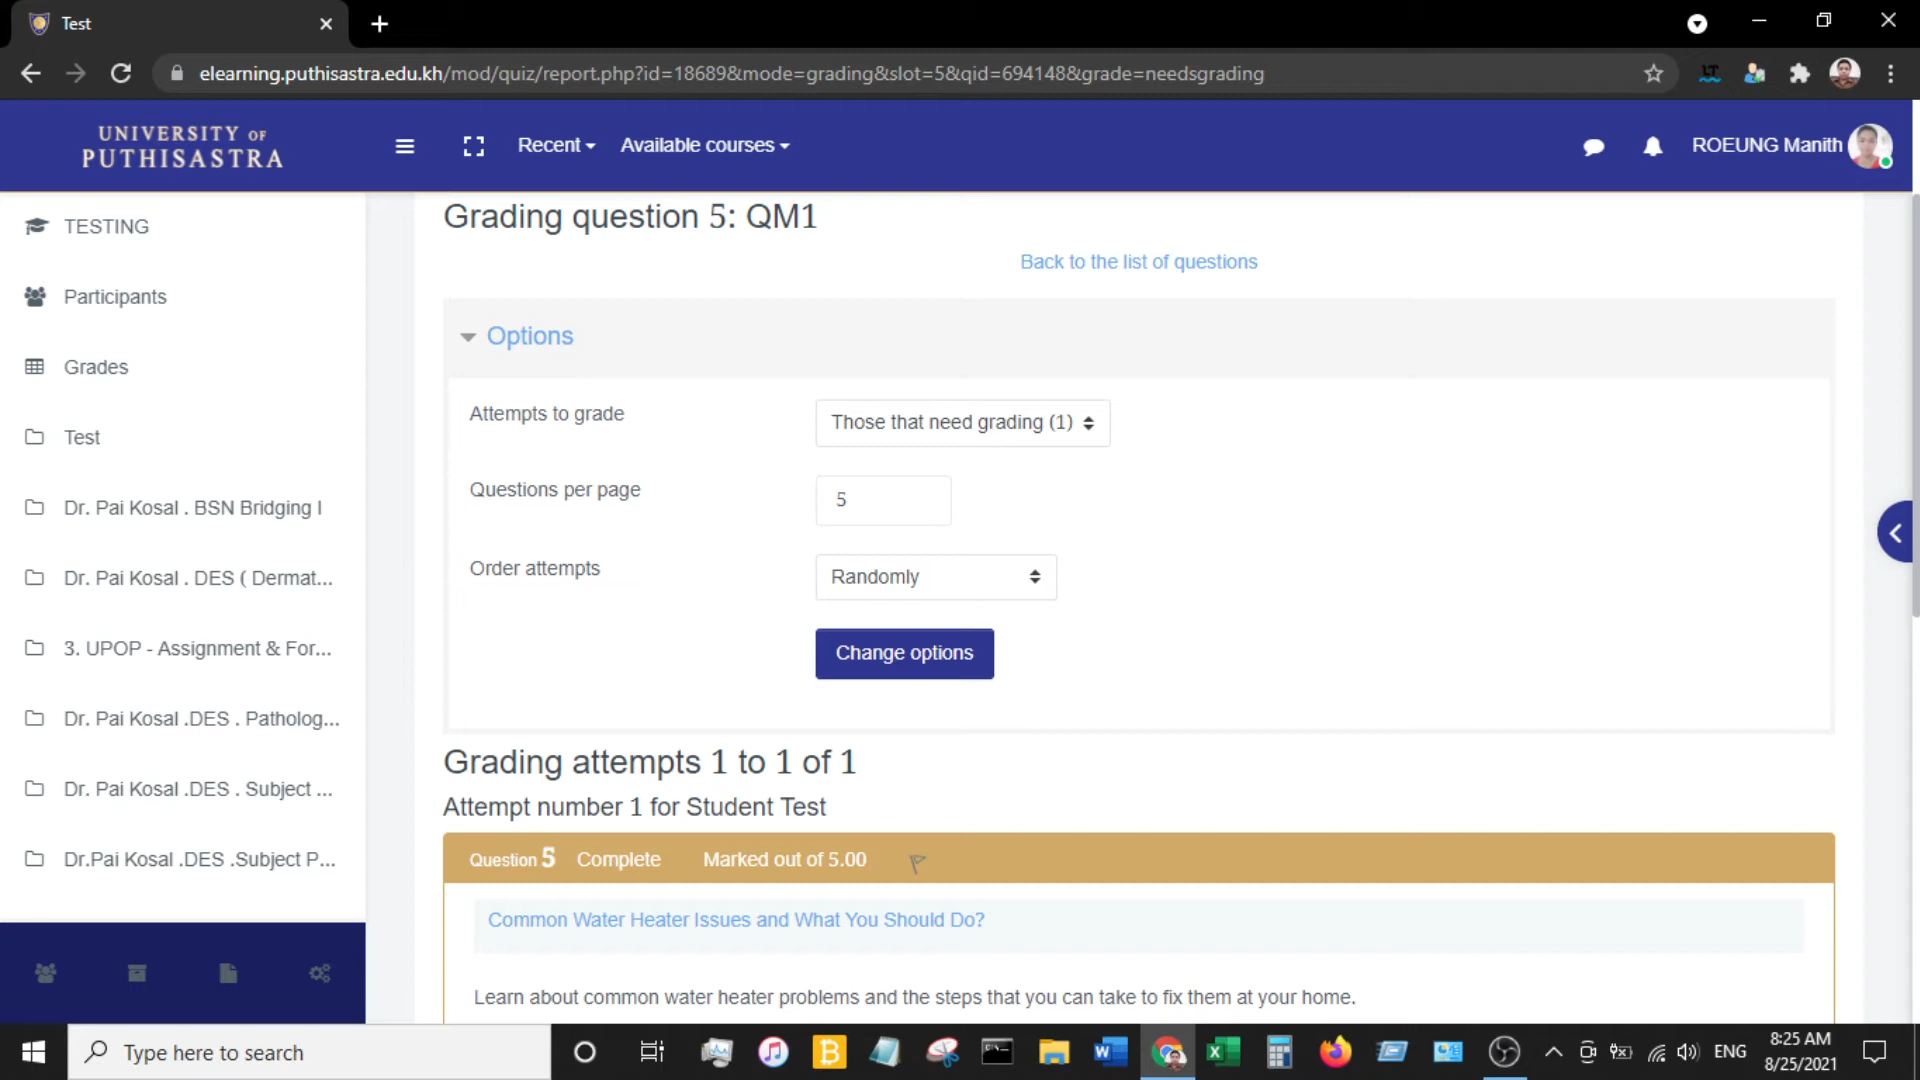 Test
elearning.puthisastra.edu.kh/mod/quiz/report.php?id=18689&mode=grading&slot=5&qid=694148&grade=needsgrading
UNIVERSITY OF
PUTHISASTRA
Recent
Available courses
ROEUNG Manith
TESTING
Participants
Grades
Test
Dr. Pai Kosal . BSN Bridging I
Dr. Pai Kosal . DES ( Dermat...
3. UPOP - Assignment & For...
Dr. Pai Kosal .DES . Patholog...
Dr. Pai Kosal .DES . Subject ...
Dr.Pai Kosal .DES .Subject P...
Grading question 5: QM1
Back to the list of questions
Options
Attempts to grade
Those that need grading (1)
Questions per page
5
Order attempts
Randomly
Change options
Grading attempts 1 to 1 of 1
Attempt number 1 for Student Test
Question 5 Complete Marked out of 5.00
Common Water Heater Issues and What You Should Do?
Learn about common water heater problems and the steps that you can take to fix them at your home.
Type here to search
ENG
8:25 AM
8/25/2021